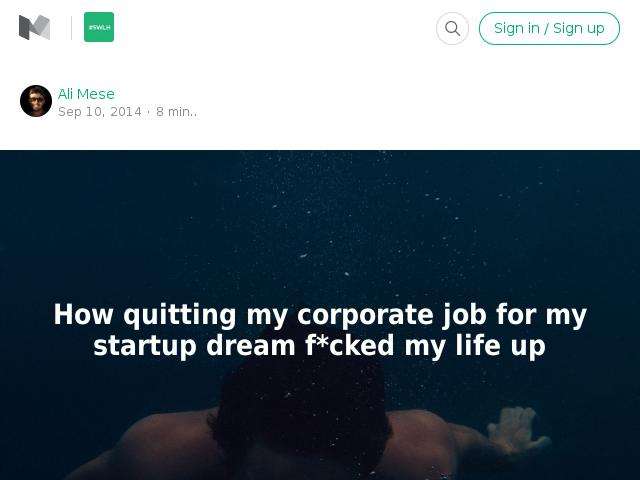 #SWLH
Sign in / Sign up
Ali Mese
Sep 10, 2014 · 8 min..
How quitting my corporate job for my
startup dream f*cked my life up